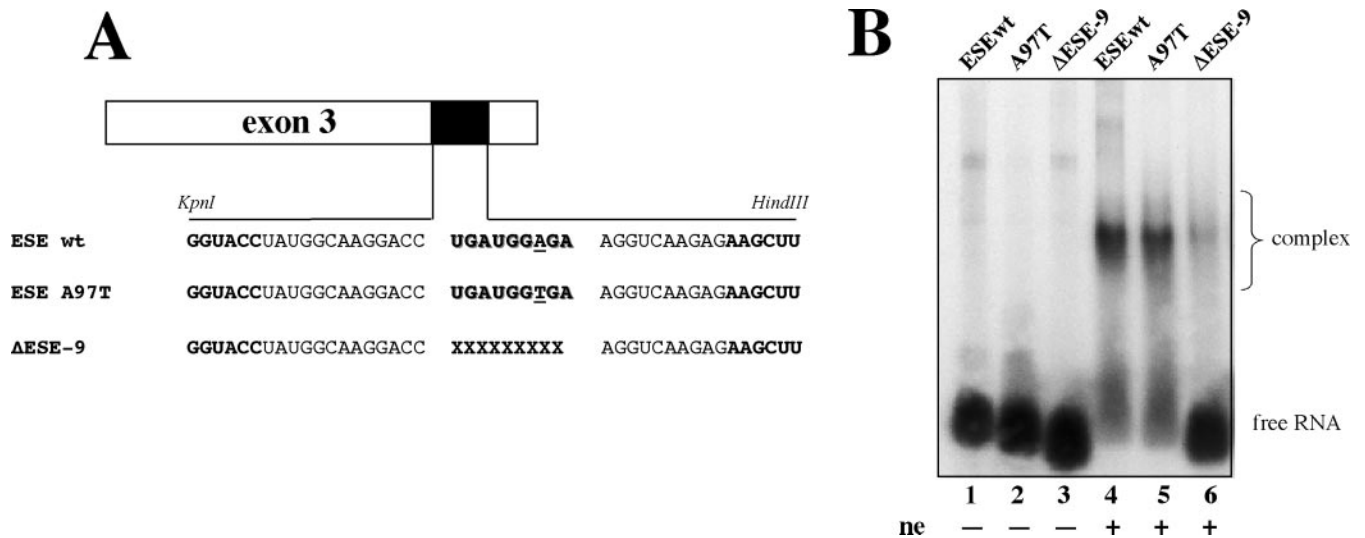 A
exon 3
KpnI HindIII
ESE wt GGUACCUAUGGCAAGGACC UGAUGGAGA AGGUCAAGAGAAGCUU
ESE A97T GGUACCUAUGGCAAGGACC UGAUGGTGA AGGUCAAGAGAAGCUU
ΔESE-9 GGUACCUAUGGCAAGGACC XXXXXXXXX AGGUCAAGAGAAGCUU
B
ESEwt A97T ΔESE-9 ESEwt A97T ΔESE-9
complex
free RNA
1 2 3 4 5 6
ne – – – + + +